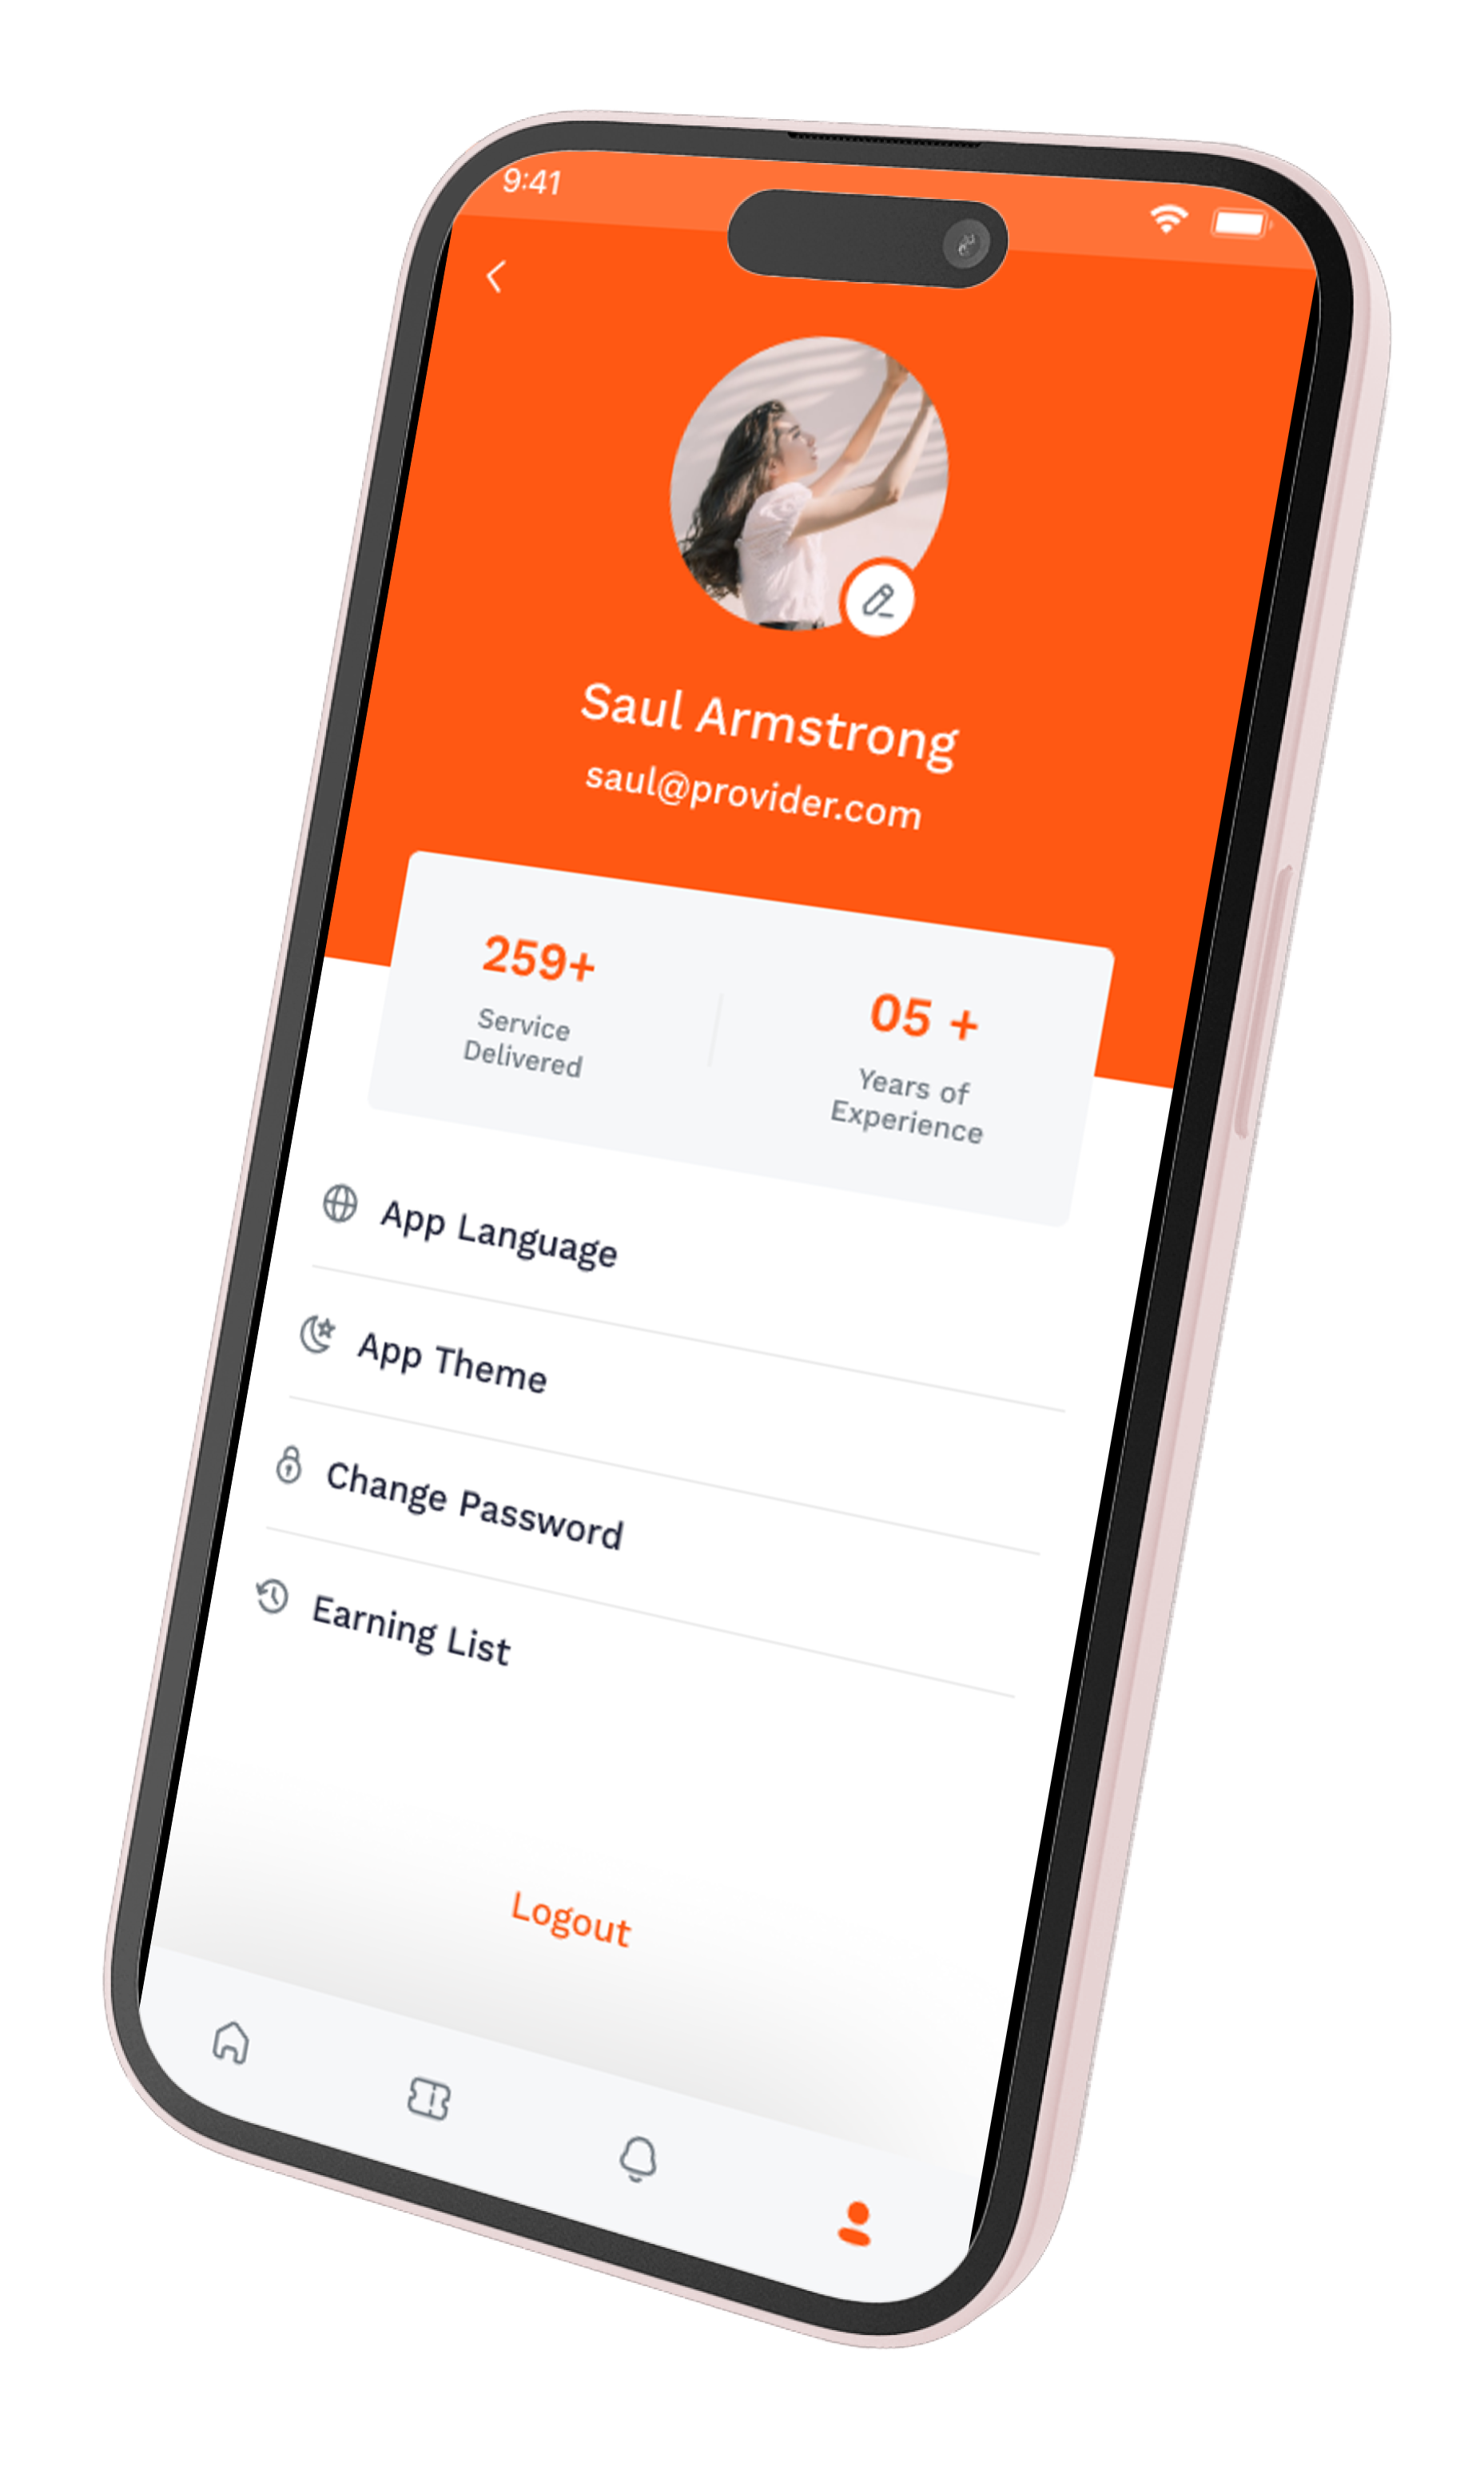 9:41
Saul Armstrong
saul@provider.com
259+
Service
Delivered
05 +
Years of
Experience
App Language
App Theme
Change Password
Earning List
Logout